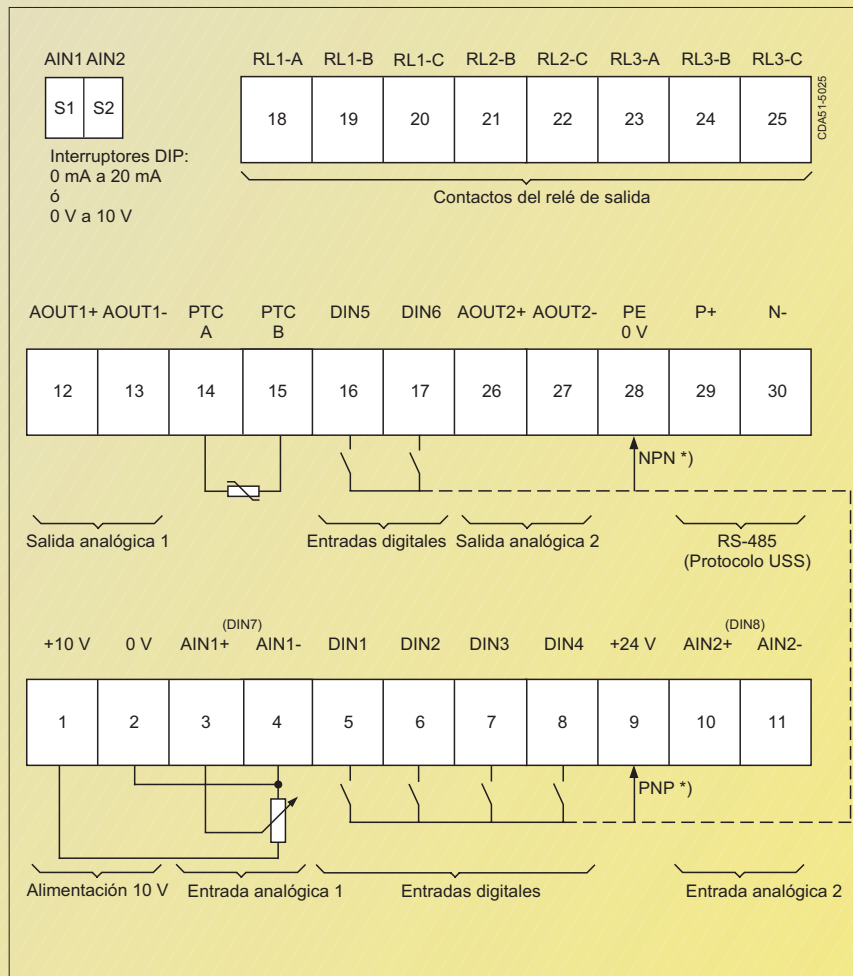 AIN1 AIN2
S1 S2
Interruptores DIP:
0 mA a 20 mA
ó
0 V a 10 V
RL1-A RL1-B RL1-C RL2-B RL2-C RL3-A RL3-B RL3-C
18 19 20 21 22 23 24 25
CDA51-5025
Contactos del relé de salida
AOUT1+ AOUT1- PTC A PTC B DIN5 DIN6 AOUT2+ AOUT2- PE 0 V P+ N-
12 13 14 15 16 17 26 27 28 29 30
NPN *)
Salida analógica 1 Entradas digitales Salida analógica 2 RS-485
(Protocolo USS)
(DIN7) (DIN8)
+10 V 0 V AIN1+ AIN1- DIN1 DIN2 DIN3 DIN4 +24 V AIN2+ AIN2-
1 2 3 4 5 6 7 8 9 10 11
PNP *)
Alimentación 10 V Entrada analógica 1 Entradas digitales Entrada analógica 2